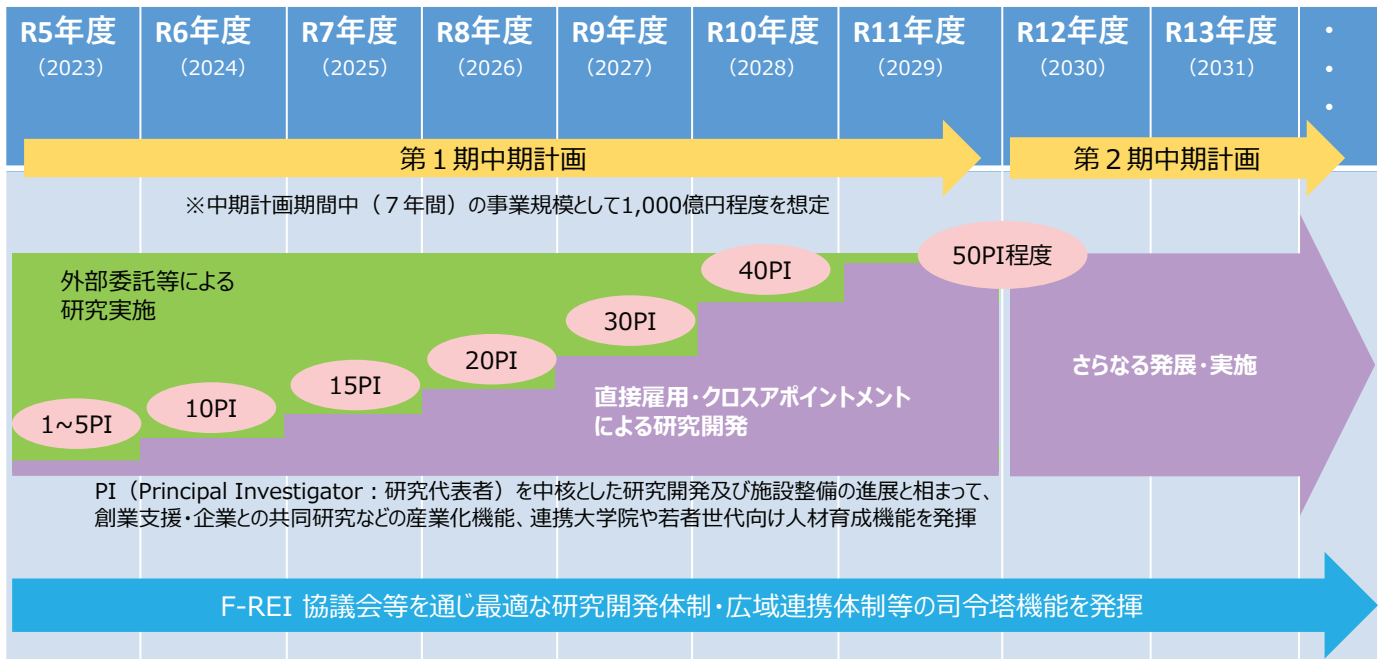 R5年度 R6年度 R7年度 R8年度 R9年度 R10年度 R11年度 R12年度 R13年度 ・
（2023） （2024） （2025） （2026） （2027） （2028） （2029） （2030） （2031） ・
・
第１期中期計画 第２期中期計画
※中期計画期間中（７年間）の事業規模として1,000億円程度を想定
外部委託等による
研究実施
1~5PI
10PI
15PI
20PI
30PI
40PI
50PI程度
直接雇用・クロスアポイントメント
による研究開発
さらなる発展・実施
PI（Principal Investigator：研究代表者）を中核とした研究開発及び施設整備の進展と相まって、
創業支援・企業との共同研究などの産業化機能、連携大学院や若者世代向け人材育成機能を発揮
F-REI 協議会等を通じ最適な研究開発体制・広域連携体制等の司令塔機能を発揮